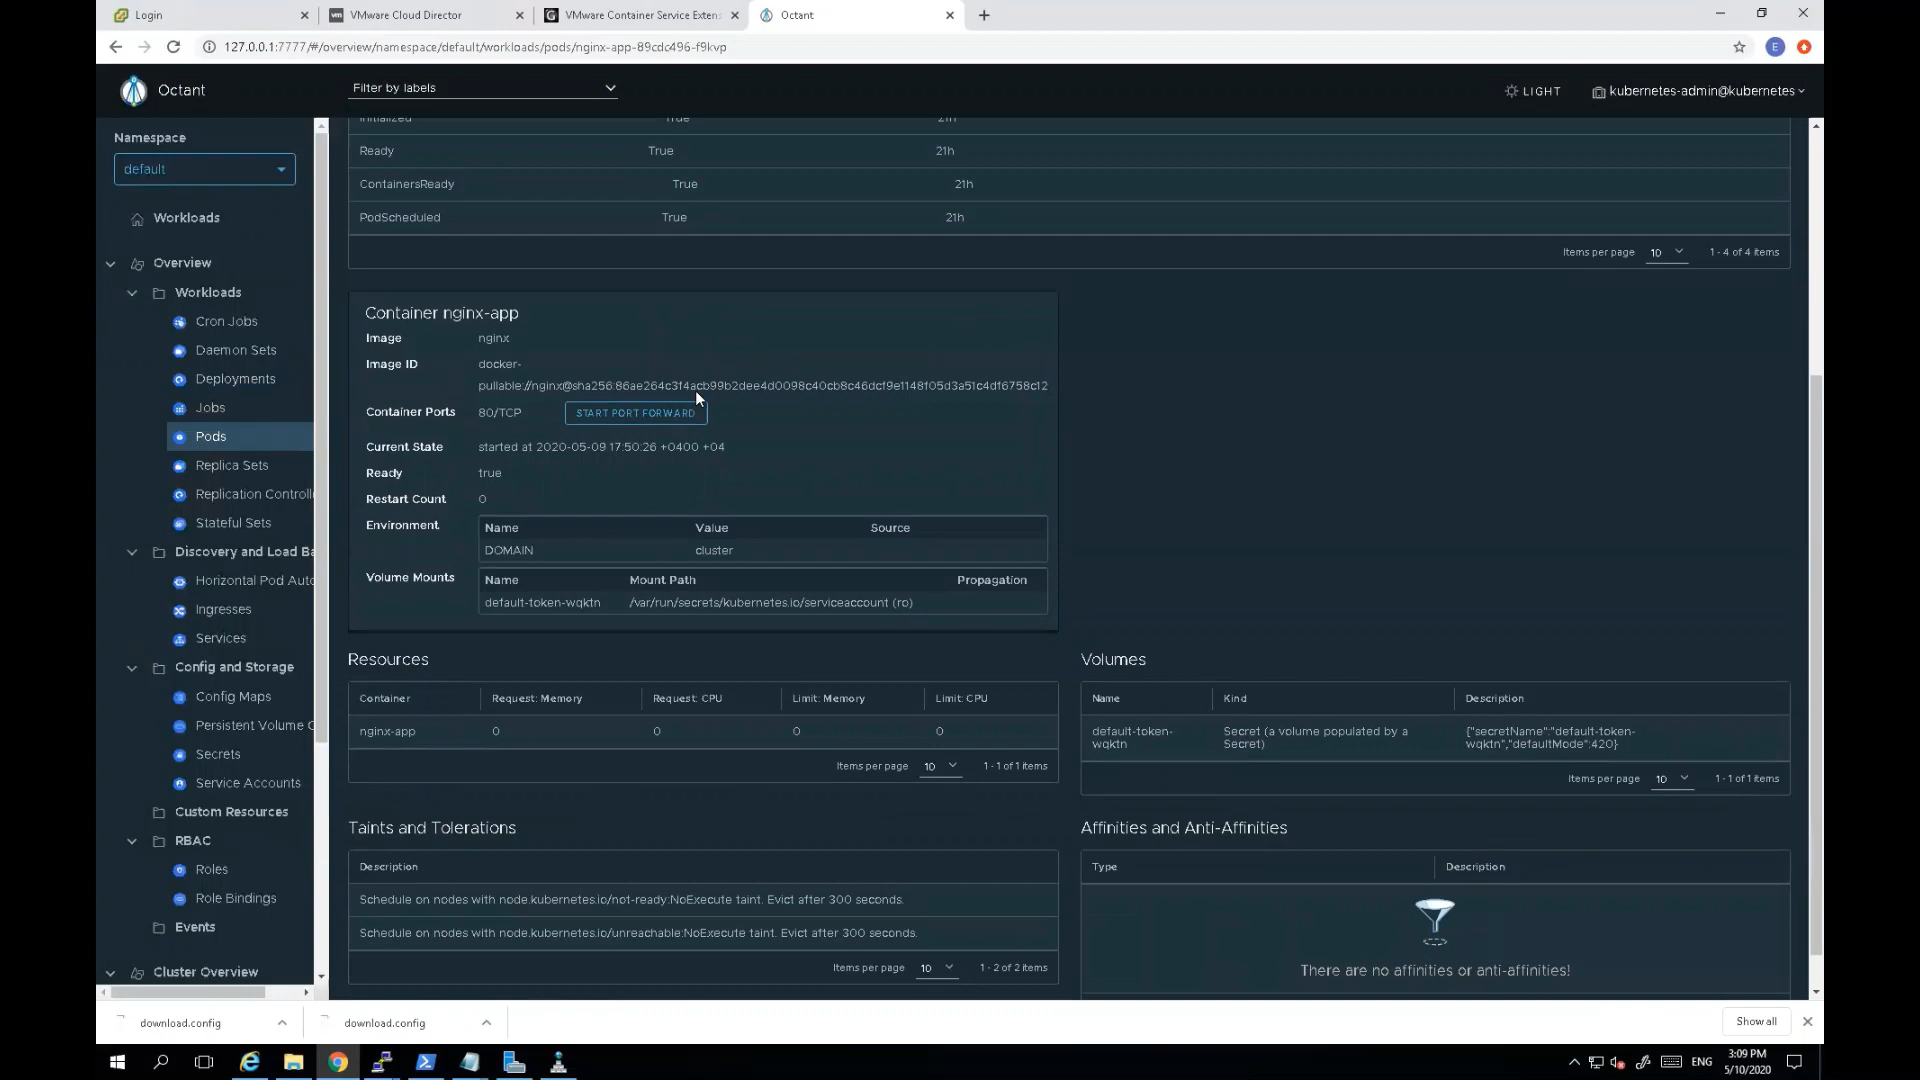 Login
VMware Cloud Director
VMware Container Service Exten
Octant
127.0.0.1:7777/#/overview/namespace/default/workloads/pods/nginx-app-89cdc496-f9kvp
E
Octant
Filter by labels
LIGHT
kubernetes-admin@kubernetes
Namespace
default
Workloads
Overview
Workloads
Cron Jobs
Daemon Sets
Deployments
Jobs
Pods
Replica Sets
Replication Controll
Stateful Sets
Discovery and Load Ba
Horizontal Pod Auto
Ingresses
Services
Config and Storage
Config Maps
Persistent Volume C
Secrets
Service Accounts
Custom Resources
RBAC
Roles
Role Bindings
Events
Cluster Overview
Initialized True 21h
Ready True 21h
ContainersReady True 21h
PodScheduled True 21h
Items per page 10 1 - 4 of 4 items
Container nginx-app
Image nginx
Image ID docker-
pullable://nginx@sha256:86ae264c3f4acb99b2dee4d0098c40cb8c46dcf9e1148f05d3a51c4df6758c12
Container Ports 80/TCP START PORT FORWARD
Current State started at 2020-05-09 17:50:26 +0400 +04
Ready true
Restart Count 0
Environment Name Value Source
DOMAIN cluster
Volume Mounts Name Mount Path Propagation
default-token-wqktn /var/run/secrets/kubernetes.io/serviceaccount (ro)
Resources
Container Request: Memory Request: CPU Limit: Memory Limit: CPU
nginx-app 0 0 0 0
Items per page 10 1 - 1 of 1 items
Volumes
Name Kind Description
default-token-
wqktn
Secret (a volume populated by a
Secret)
{"secretName":"default-token-
wqktn","defaultMode":420}
Items per page 10 1 - 1 of 1 items
Taints and Tolerations
Description
Schedule on nodes with node.kubernetes.io/not-ready:NoExecute taint. Evict after 300 seconds.
Schedule on nodes with node.kubernetes.io/unreachable:NoExecute taint. Evict after 300 seconds.
Items per page 10 1 - 2 of 2 items
Affinities and Anti-Affinities
Type Description
There are no affinities or anti-affinities!
download.config
download.config
Show all
ENG
3:09 PM
5/10/2020